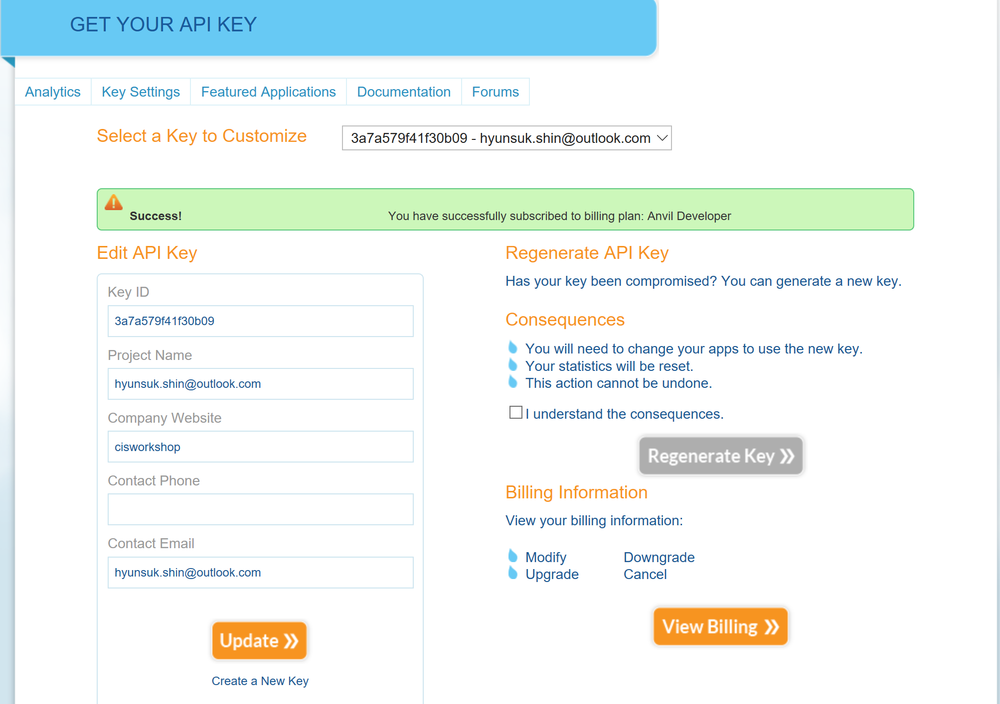 GET YOUR API KEY
Analytics
Key Settings
Featured Applications
Documentation
Forums
Select a Key to Customize
3a7a579f41f30b09 - hyunsuk.shin@outlook.com
Success!
You have successfully subscribed to billing plan: Anvil Developer
Edit API Key
Key ID
3a7a579f41f30b09
Project Name
hyunsuk.shin@outlook.com
Company Website
cisworkshop
Contact Phone
Contact Email
hyunsuk.shin@outlook.com
Update »
Create a New Key
Regenerate API Key
Has your key been compromised? You can generate a new key.
Consequences
You will need to change your apps to use the new key.
Your statistics will be reset.
This action cannot be undone.
I understand the consequences.
Regenerate Key »
Billing Information
View your billing information:
Modify
Downgrade
Upgrade
Cancel
View Billing »